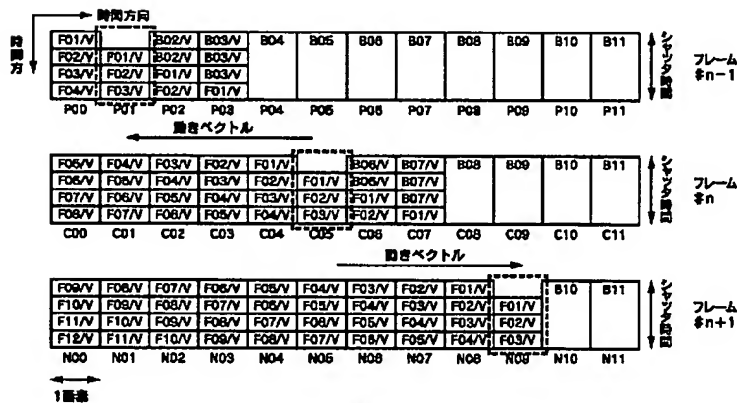 時間方向
時間方
F01/V B02/V B03/V B04 B05 B06 B07 B08 B09 B10 B11
F02/V P01/V B02/V B03/V
F03/V F02/V F01/V B03/V
F04/V F03/V F02/V F01/V
シャッタ時間
フレーム
#n-1
P00 P01 P02 P03 P04 P05 P06 P07 P08 P09 P10 P11
動きベクトル
F05/V F04/V F03/V F02/V F01/V B06/V B07/V B08 B09 B10 B11
F06/V F05/V F04/V F03/V F02/V F01/V B06/V B07/V
F07/V F06/V F05/V F04/V F03/V F02/V F01/V B07/V
F08/V F07/V F06/V F05/V F04/V F03/V F02/V F01/V
シャッタ時間
フレーム
#n
C00 C01 C02 C03 C04 C05 C06 C07 C08 C09 C10 C11
動きベクトル
F09/V F08/V F07/V F06/V F05/V F04/V F03/V F02/V F01/V B10 B11
F10/V F09/V F08/V F07/V F06/V F05/V F04/V F03/V F02/V F01/V
F11/V F10/V F09/V F08/V F07/V F06/V F05/V F04/V F03/V F02/V
F12/V F11/V F10/V F09/V F08/V F07/V F06/V F05/V F04/V F03/V
シャッタ時間
フレーム
#n+1
N00 N01 N02 N03 N04 N05 N06 N07 N08 N09 N10 N11
1画素